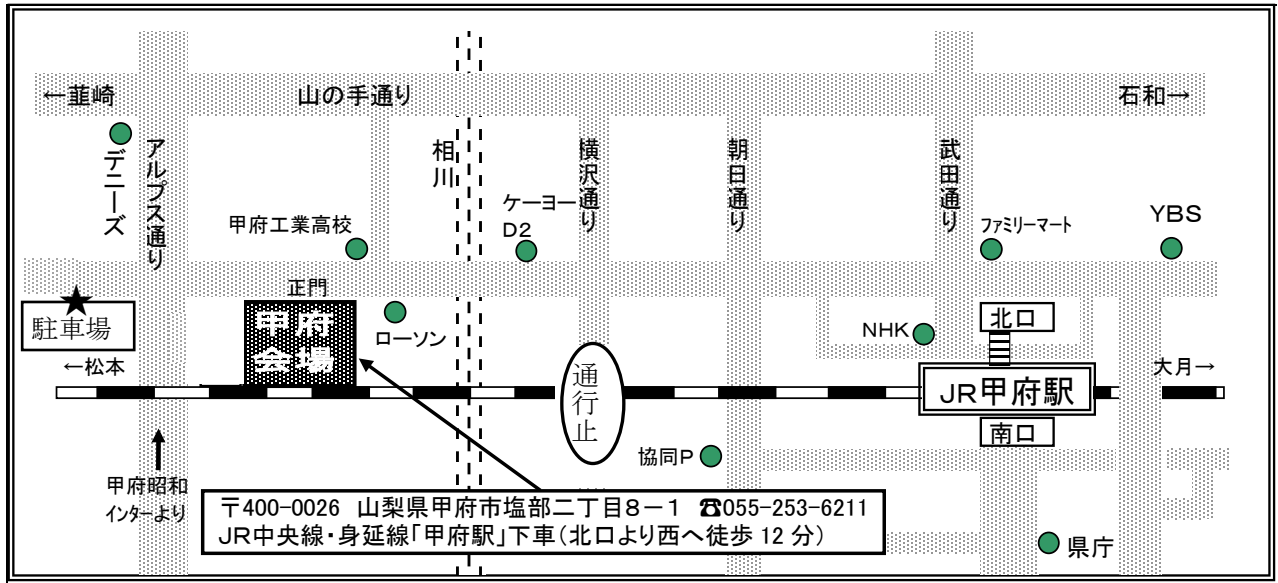 ←韮崎
山の手通り
石和→
デニーズ
アルプス通り
相川
横沢通り
朝日通り
武田通り
甲府工業高校
ケーヨー
D2
ファミリーマート
YBS
正門
駐車場
甲府
会場
ローソン
NHK
北口
←松本
通行止
JR甲府駅
大月→
南口
協同P
甲府昭和
インターより
〒400-0026 山梨県甲府市塩部二丁目8-1 ☎055-253-6211
JR中央線・身延線「甲府駅」下車(北口より西へ徒歩 12 分)
県庁